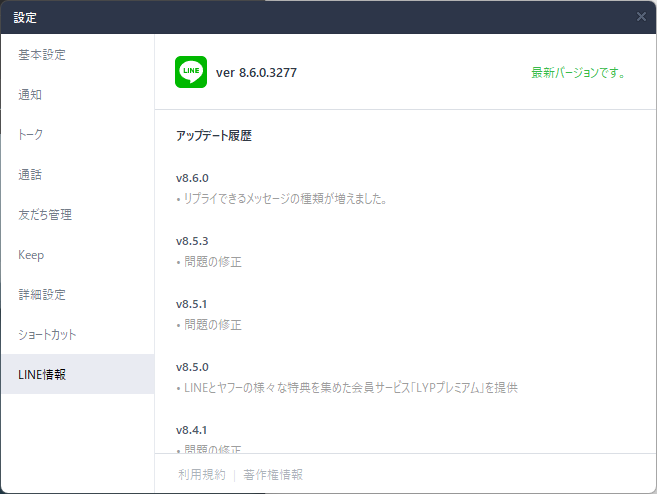 設定
基本設定
通知
トーク
通話
友だち管理
Keep
詳細設定
ショートカット
LINE情報
LINE
ver 8.6.0.3277
最新バージョンです。
アップデート履歴
v8.6.0
• リプライできるメッセージの種類が増えました。
v8.5.3
• 問題の修正
v8.5.1
• 問題の修正
v8.5.0
• LINEとヤフーの様々な特典を集めた会員サービス「LYPプレミアム」を提供
v8.4.1
• 問題の修正
利用規約 | 著作権情報